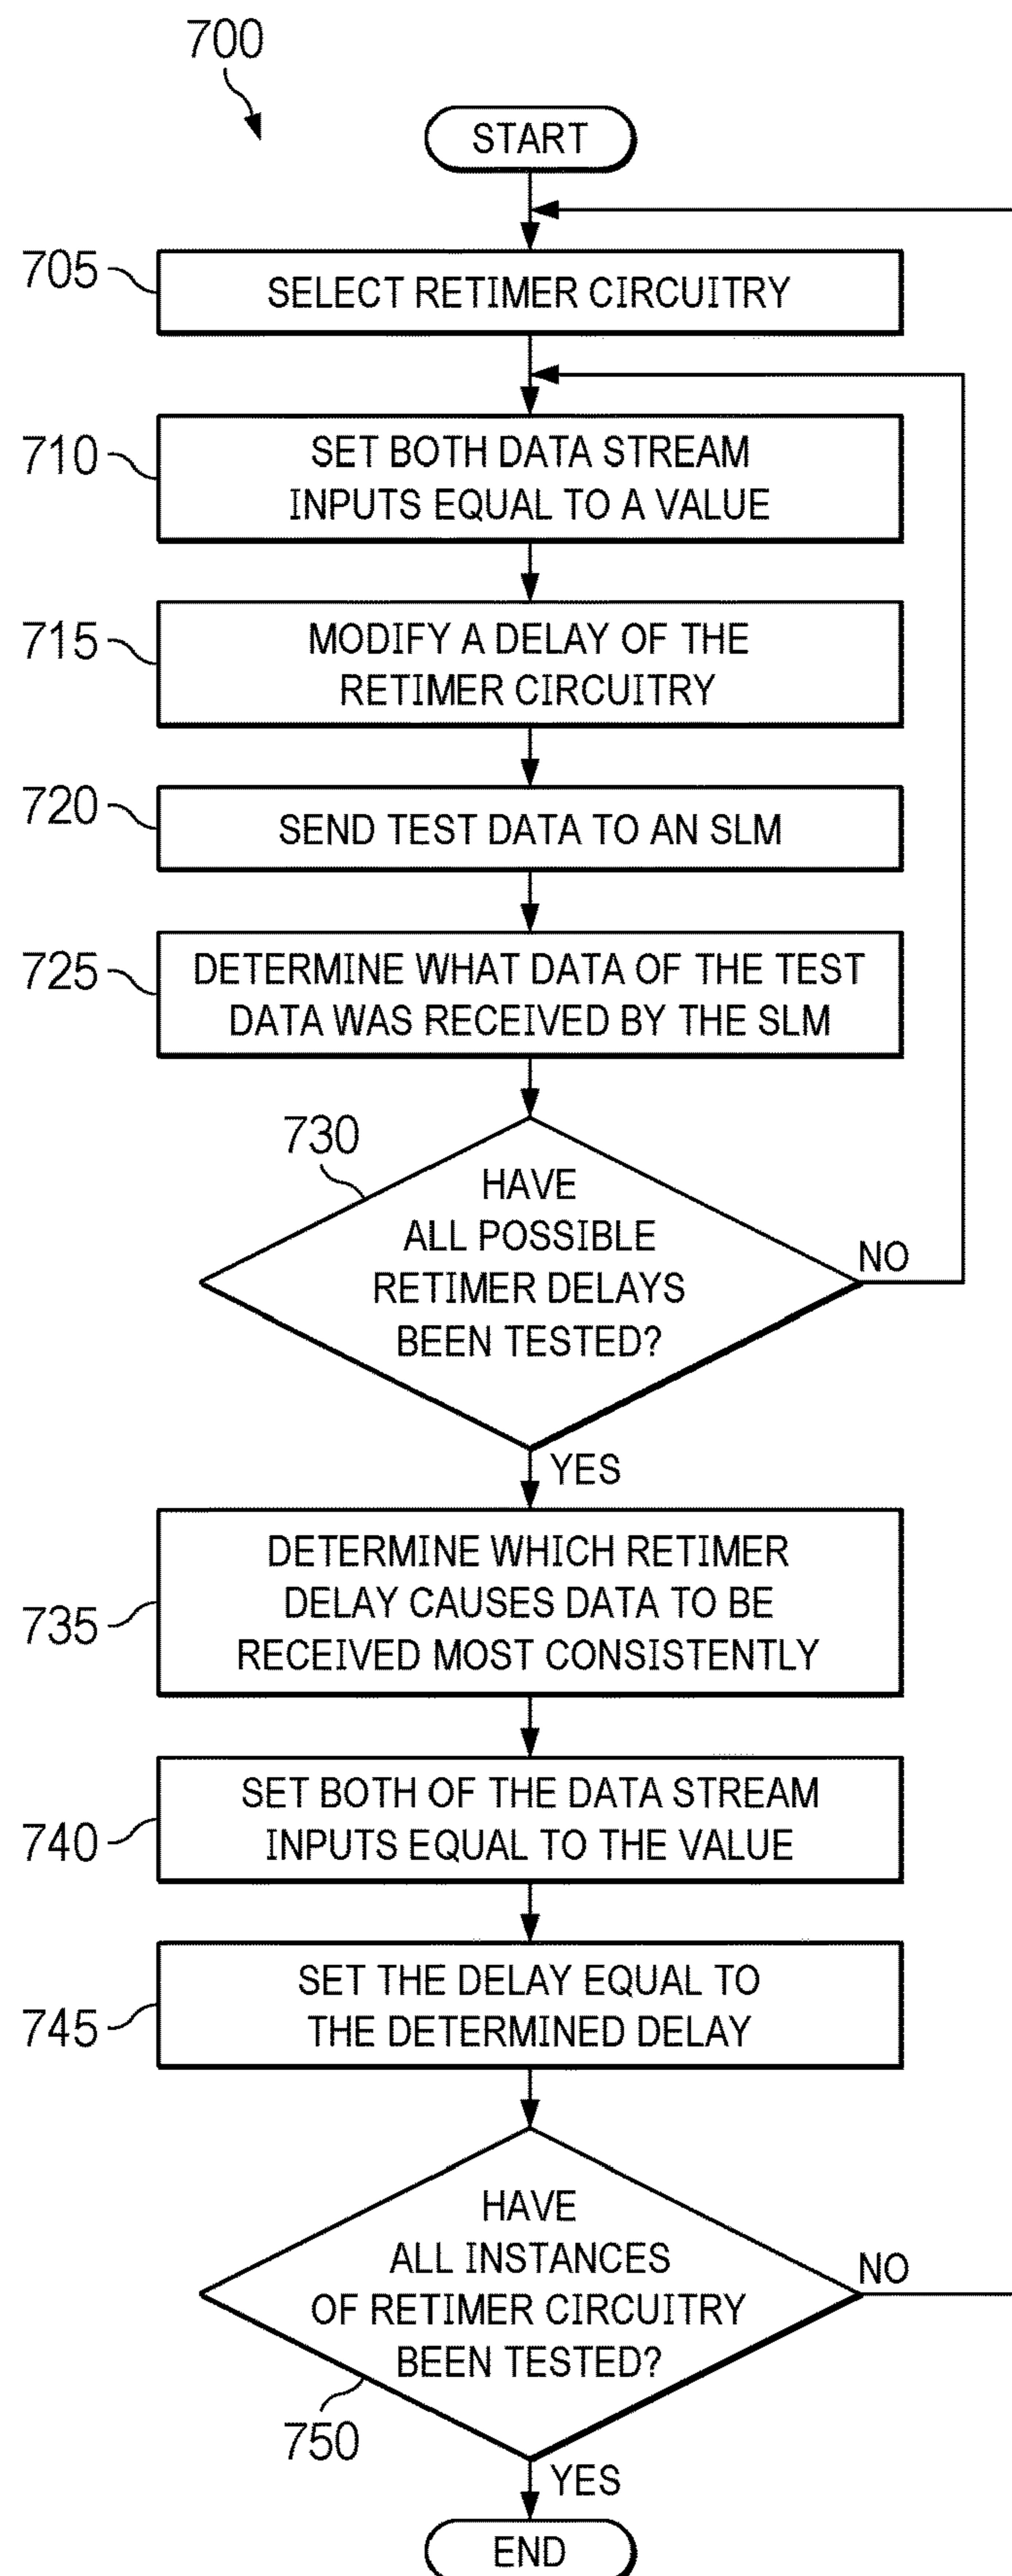 700
START
705
SELECT RETIMER CIRCUITRY
710
SET BOTH DATA STREAM
INPUTS EQUAL TO A VALUE
715
MODIFY A DELAY OF THE
RETIMER CIRCUITRY
720
SEND TEST DATA TO AN SLM
725
DETERMINE WHAT DATA OF THE TEST
DATA WAS RECEIVED BY THE SLM
730
HAVE
ALL POSSIBLE
RETIMER DELAYS
BEEN TESTED?
NO
YES
735
DETERMINE WHICH RETIMER
DELAY CAUSES DATA TO BE
RECEIVED MOST CONSISTENTLY
740
SET BOTH OF THE DATA STREAM
INPUTS EQUAL TO THE VALUE
745
SET THE DELAY EQUAL TO
THE DETERMINED DELAY
HAVE
ALL INSTANCES
OF RETIMER CIRCUITRY
BEEN TESTED?
NO
750
YES
END